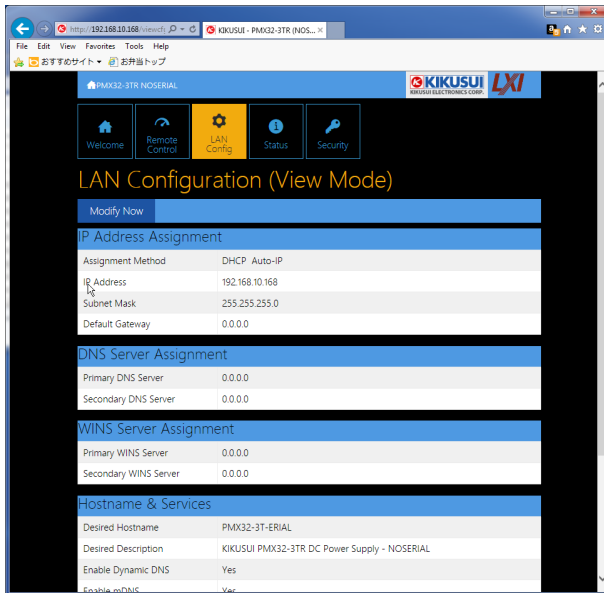 http://192.168.10.168/viewcfg
KIKUSUI - PMX32-3TR (NOS...
File Edit View Favorites Tools Help
おすすめサイト お弁当トップ
PMX32-3TR NOSERIAL
KIKUSUI LXI
KIKUSUI ELECTRONICS CORP.
Welcome
Remote Control
LAN Config
Status
Security
LAN Configuration (View Mode)
Modify Now
IP Address Assignment
Assignment Method DHCP Auto-IP
IP Address 192.168.10.168
Subnet Mask 255.255.255.0
Default Gateway 0.0.0.0
DNS Server Assignment
Primary DNS Server 0.0.0.0
Secondary DNS Server 0.0.0.0
WINS Server Assignment
Primary WINS Server 0.0.0.0
Secondary WINS Server 0.0.0.0
Hostname & Services
Desired Hostname PMX32-3T-ERIAL
Desired Description KIKUSUI PMX32-3TR DC Power Supply - NOSERIAL
Enable Dynamic DNS Yes
Enable mDNS Yes